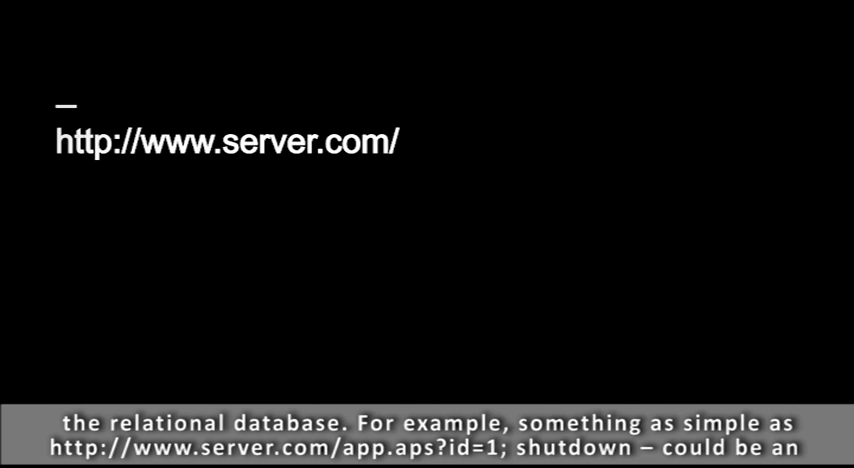 –
http://www.server.com/
the relational database. For example, something as simple as
http://www.server.com/app.aps?id=1; shutdown – could be an